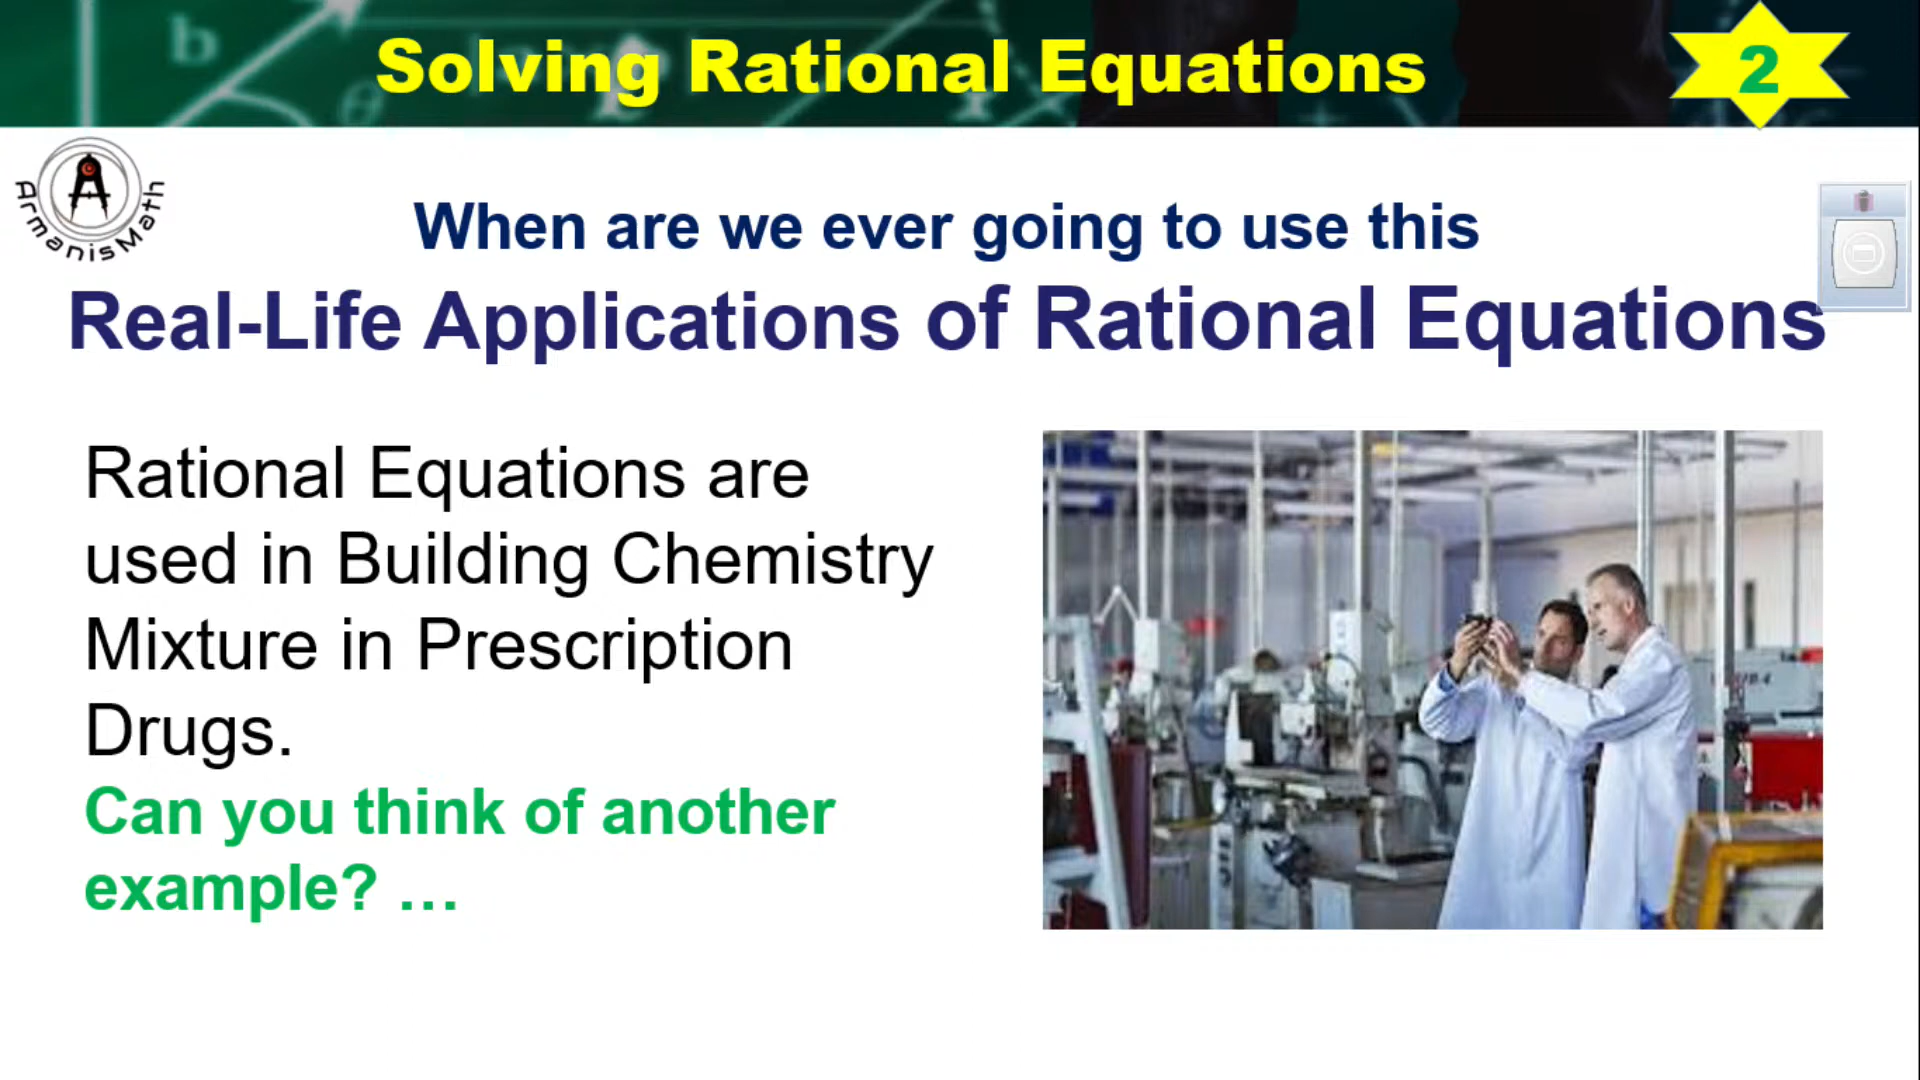 Solving Rational Equations
2
ArmanisMath
When are we ever going to use this
Real-Life Applications of Rational Equations
Rational Equations are
used in Building Chemistry
Mixture in Prescription
Drugs.
Can you think of another
example? …